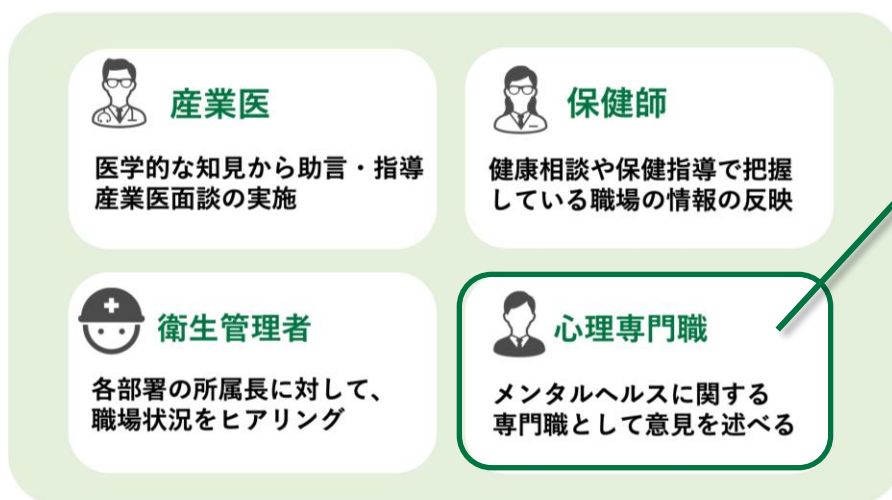 産業医
医学的な知見から助言・指導
産業医面談の実施
保健師
健康相談や保健指導で把握
している職場の情報の反映
衛生管理者
各部署の所属長に対して、
職場状況をヒアリング
心理専門職
メンタルヘルスに関する
専門職として意見を述べる